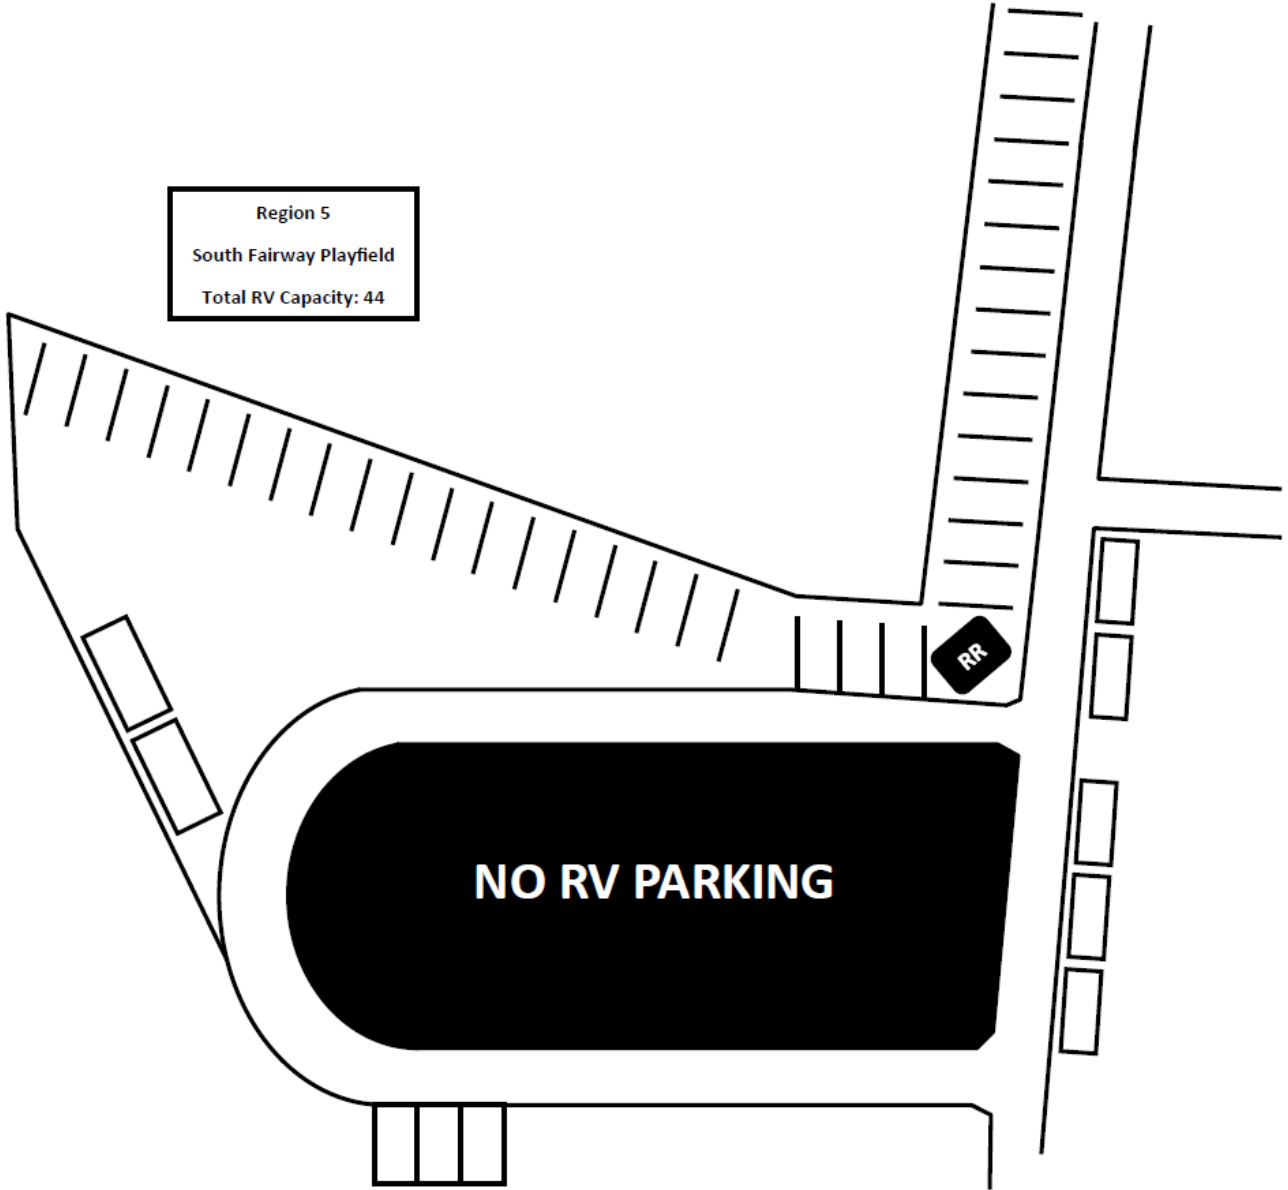 Region 5
South Fairway Playfield
Total RV Capacity: 44
RR
NO RV PARKING